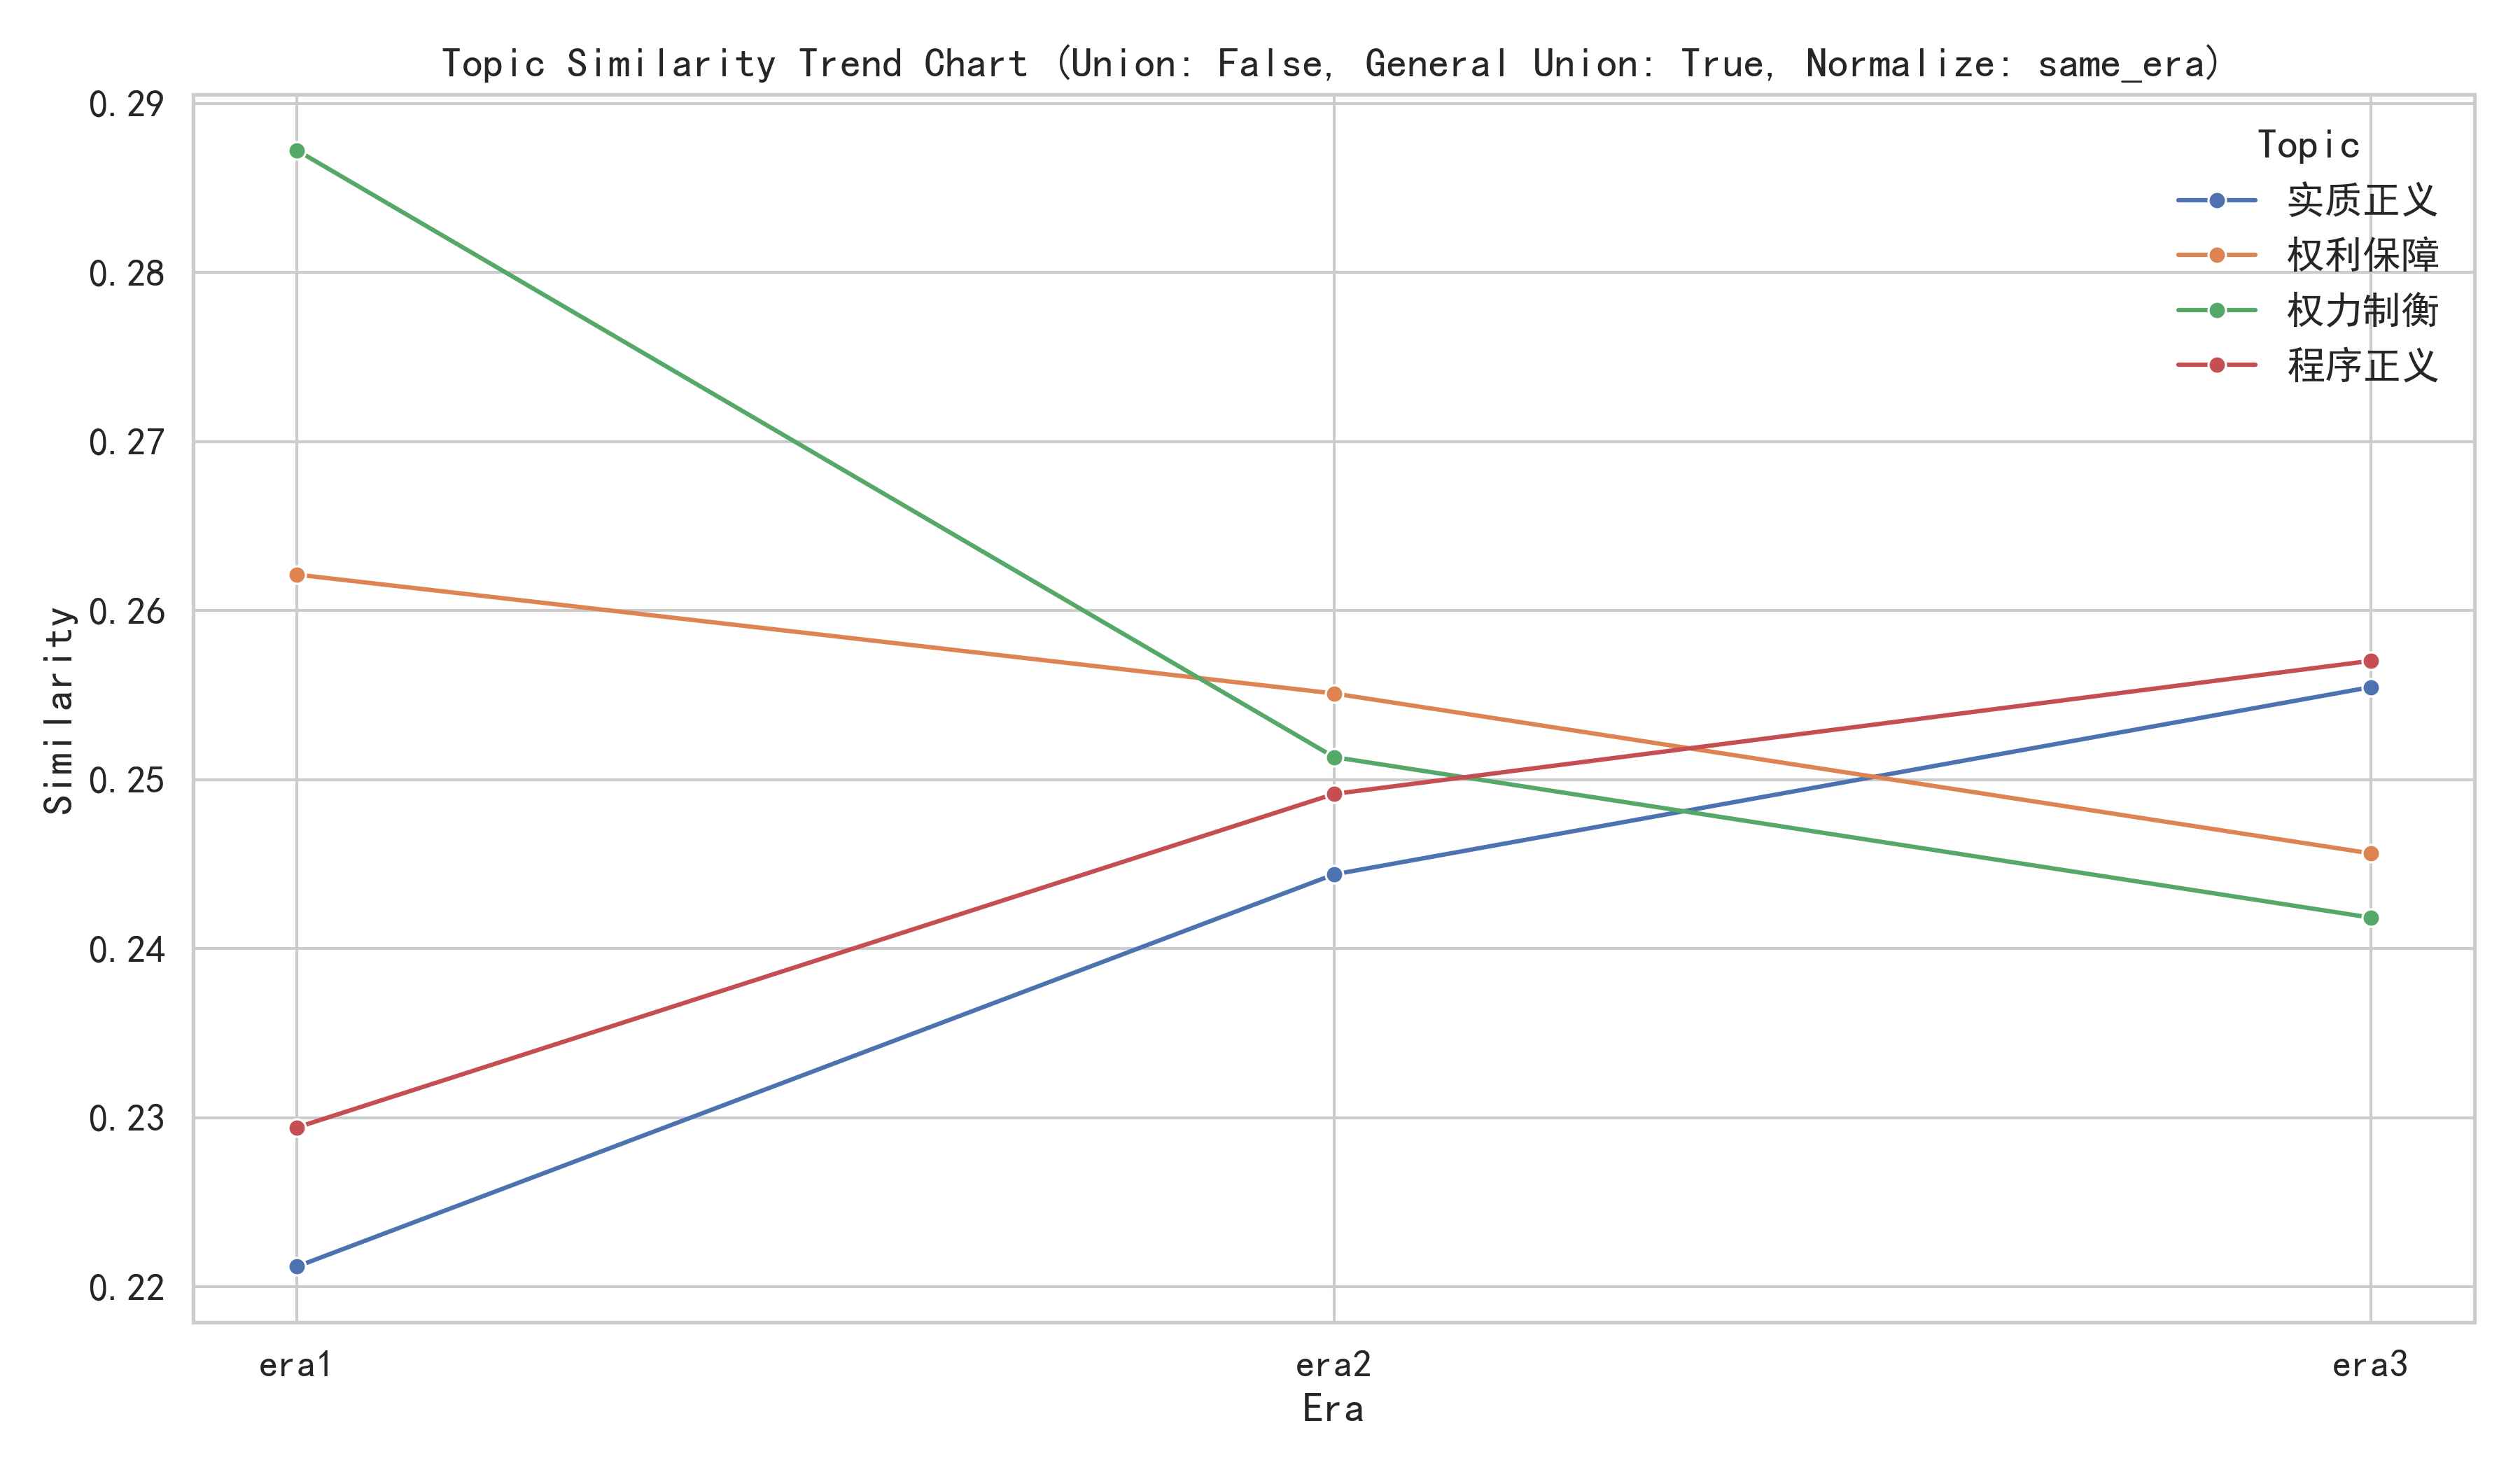 Topic Similarity Trend Chart (Union: False, General Union: True, Normalize: same_era)
0.29
0.28
0.27
0.26
0.25
0.24
0.23
0.22
Similarity
Topic
实质正义
权利保障
权力制衡
程序正义
era1
era2
era3
Era